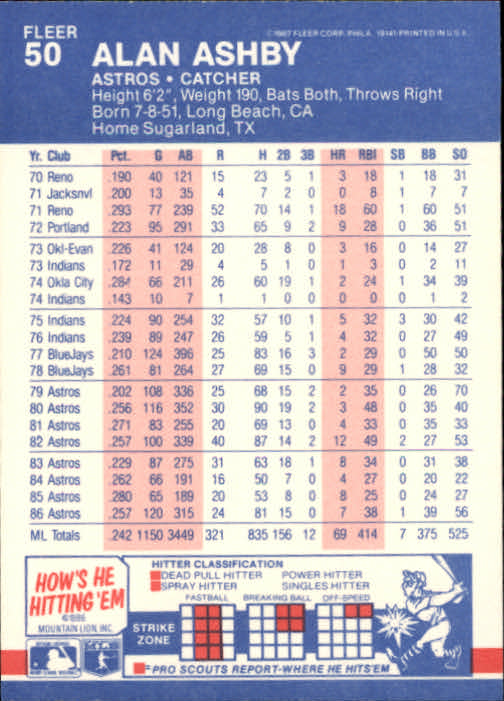 FLEER
50 ALAN ASHBY
© 1987 FLEER CORP. PHILA. 19141-PRINTED IN U.S.A.
ASTROS • CATCHER
Height 6'2", Weight 190, Bats Both, Throws Right
Born 7-8-51, Long Beach, CA
Home Sugarland, TX
Yr. Club Pct. G AB R H 2B 3B HR RBI SB BB SO
70 Reno .190 40 121 15 23 5 1 3 18 1 18 31
71 Jacksnvl .200 13 35 4 7 2 0 0 8 1 7 7
71 Reno .293 77 239 52 70 14 1 18 60 1 60 51
72 Portland .223 95 291 33 65 9 2 9 28 0 36 51
73 Okl-Evan .226 41 124 20 28 8 0 3 16 0 14 27
73 Indians .172 11 29 4 5 1 0 1 3 0 2 11
74 Okla City .284 66 211 26 60 19 1 2 24 1 34 39
74 Indians .143 10 7 1 1 0 0 0 0 0 1 2
75 Indians .224 90 254 32 57 10 1 5 32 3 30 42
76 Indians .239 89 247 26 59 5 1 4 32 0 27 49
77 BlueJays .210 124 396 25 83 16 3 2 29 0 50 50
78 BlueJays .261 81 264 27 69 15 0 9 29 1 28 32
79 Astros .202 108 336 25 68 15 2 2 35 0 26 70
80 Astros .256 116 352 30 90 19 2 3 48 0 35 40
81 Astros .271 83 255 20 69 13 0 4 33 0 35 33
82 Astros .257 100 339 40 87 14 2 12 49 2 27 53
83 Astros .229 87 275 31 63 18 1 8 34 0 31 38
84 Astros .262 66 191 16 50 7 0 4 27 0 20 22
85 Astros .280 65 189 20 53 8 0 8 25 0 24 27
86 Astros .257 120 315 24 81 15 0 7 38 1 39 56
ML Totals .242 1150 3449 321 835 156 12 69 414 7 375 525
HOW'S HE
HITTING 'EM
© 1986
MOUNTAIN LION, INC.
HITTER CLASSIFICATION
DEAD PULL HITTER POWER HITTER
SPRAY HITTER SINGLES HITTER
FASTBALL BREAKING BALL OFF-SPEED
STRIKE
ZONE
=PRO SCOUTS REPORT-WHERE HE HITS'EM